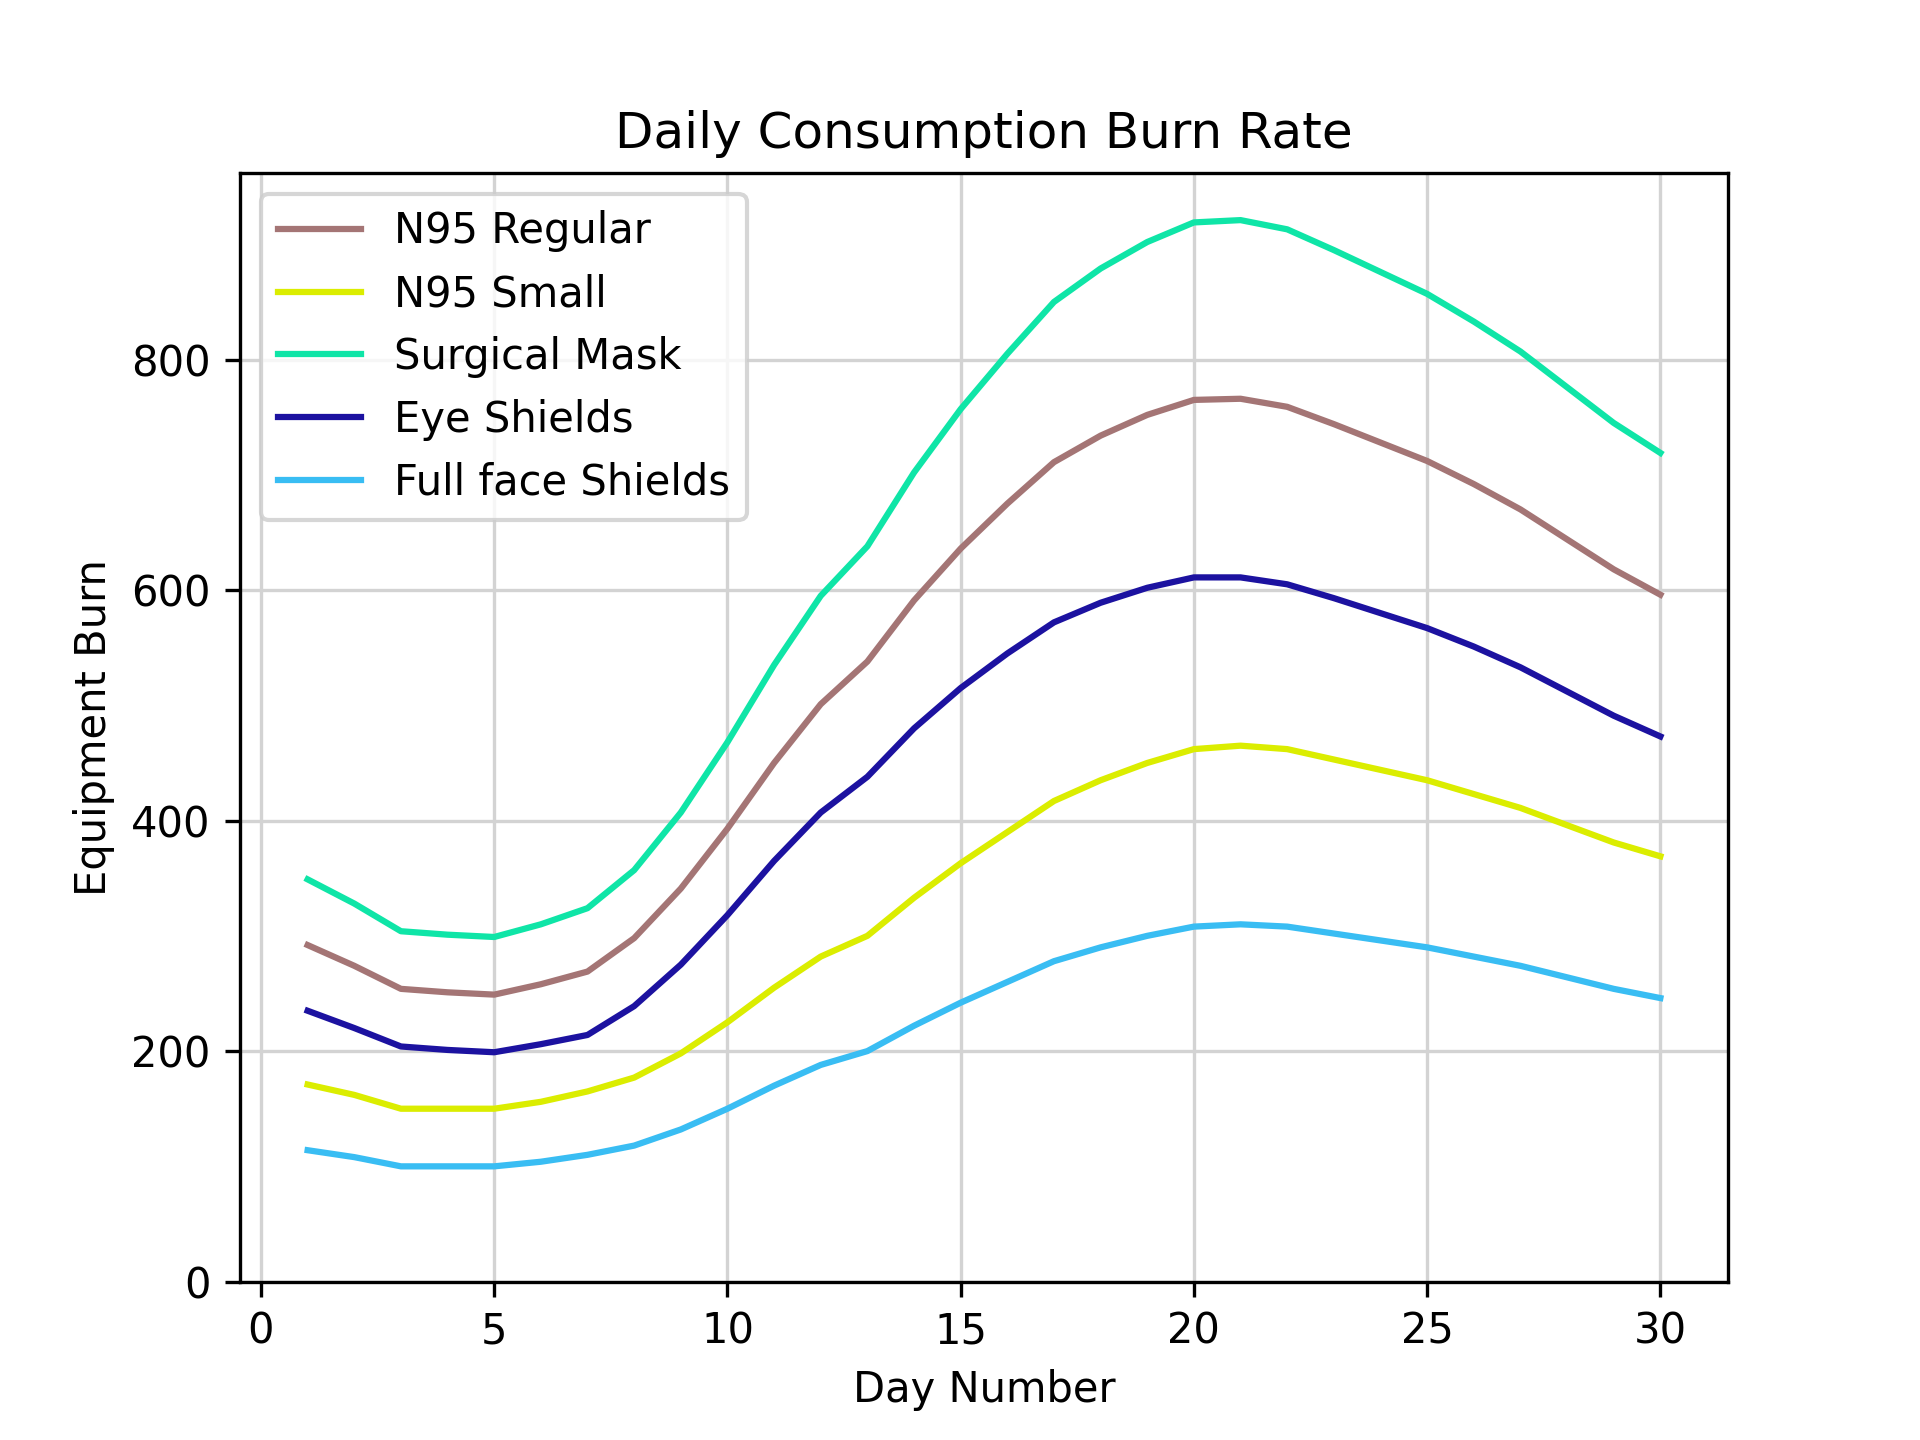 Daily Consumption Burn Rate
N95 Regular
N95 Small
Surgical Mask
Eye Shields
Full face Shields
Equipment Burn
800
600
400
200
0
0 5 10 15 20 25 30
Day Number